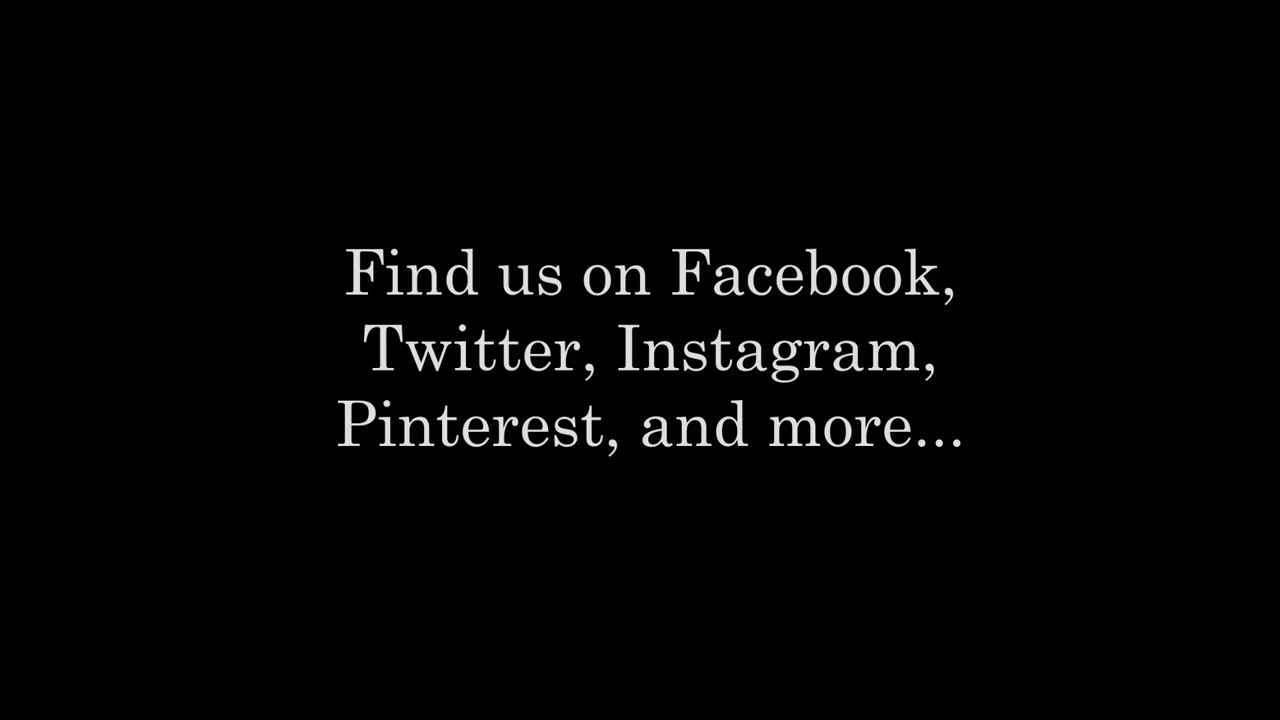 Find us on Facebook,
Twitter, Instagram,
Pinterest, and more...